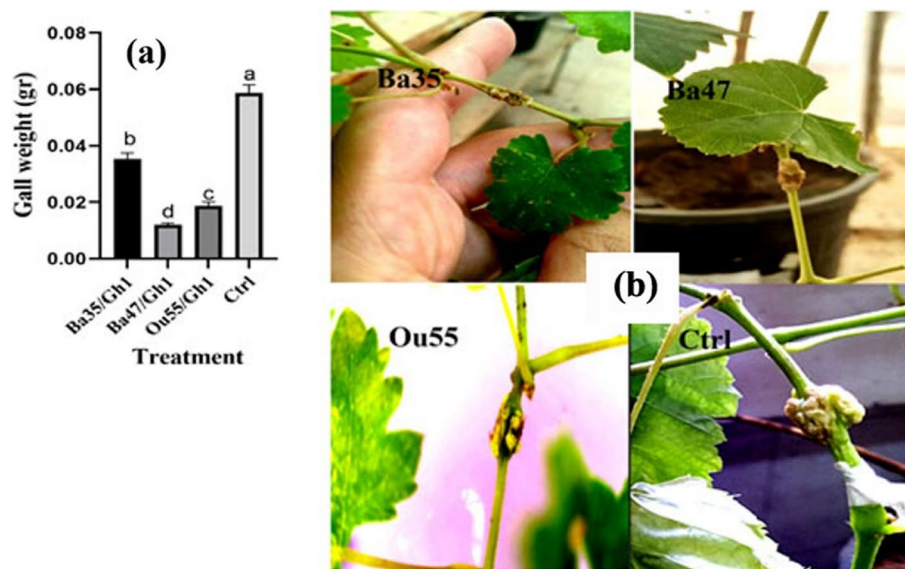 (a)
Gall weight (gr)
0.08
0.06
0.04
0.02
0.00
b
d
c
a
Ba35/Gh1
Ba47/Gh1
Ou55/Gh1
Ctrl
Treatment
Ba35
Ba47
(b)
Ou55
Ctrl